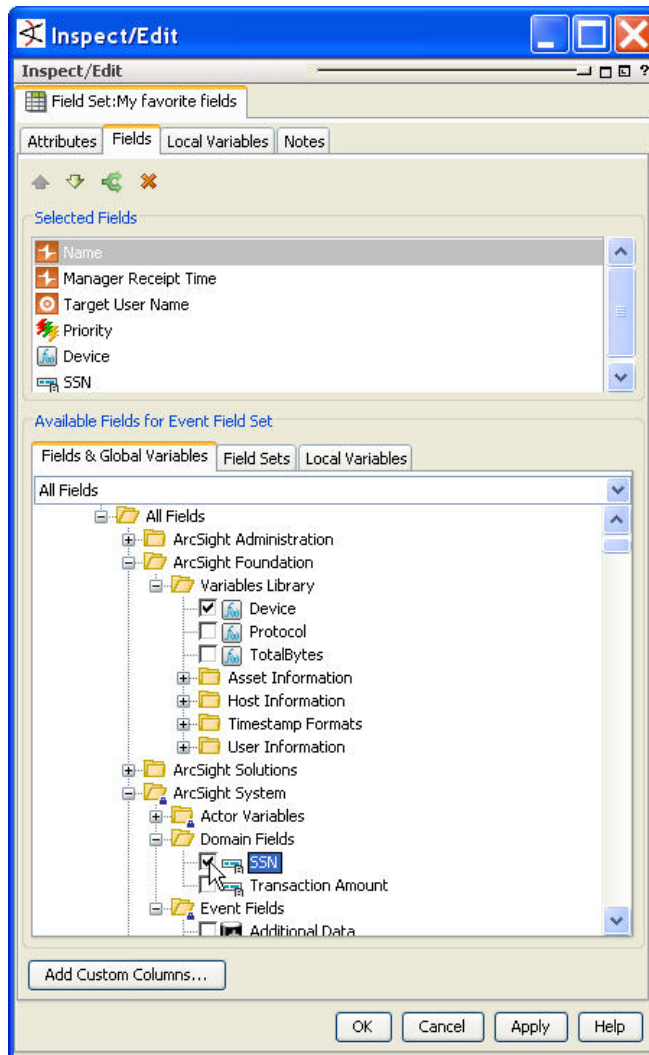 Inspect/Edit
Inspect/Edit ?
Field Set:My favorite fields
Attributes Fields Local Variables Notes
Selected Fields
Name
Manager Receipt Time
Target User Name
Priority
Device
SSN
Available Fields for Event Field Set
Fields & Global Variables Field Sets Local Variables
All Fields
All Fields
ArcSight Administration
ArcSight Foundation
Variables Library
Device
Protocol
TotalBytes
Asset Information
Host Information
Timestamp Formats
User Information
ArcSight Solutions
ArcSight System
Actor Variables
Domain Fields
SSN
Transaction Amount
Event Fields
Additional Data
Add Custom Columns...
OK Cancel Apply Help